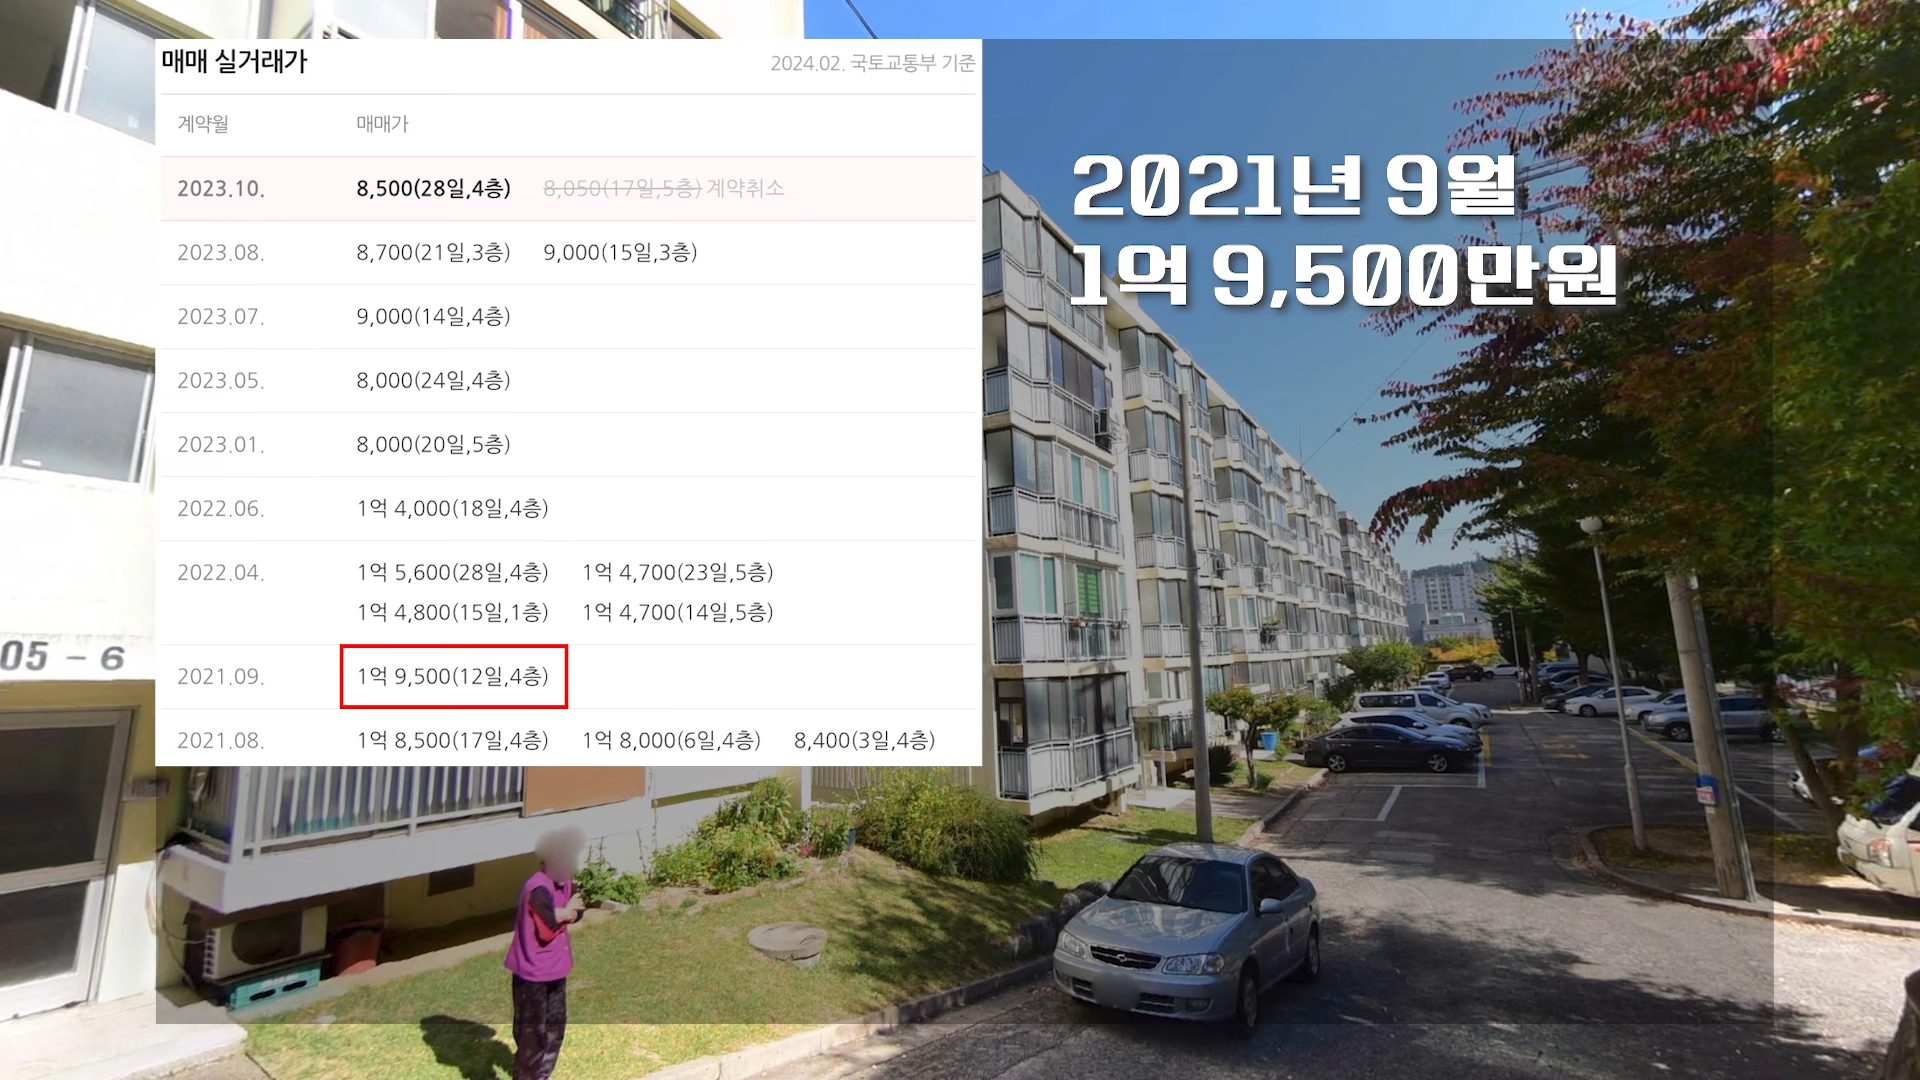 매매 실거래가
2024.02. 국토교통부 기준
계약월 매매가
2023.10. 8,500(28일,4층) 8,050(17일,5층) 계약취소
2023.08. 8,700(21일,3층) 9,000(15일,3층)
2023.07. 9,000(14일,4층)
2023.05. 8,000(24일,4층)
2023.01. 8,000(20일,5층)
2022.06. 1억 4,000(18일,4층)
2022.04. 1억 5,600(28일,4층) 1억 4,700(23일,5층)
1억 4,800(15일,1층) 1억 4,700(14일,5층)
2021.09. 1억 9,500(12일,4층)
2021.08. 1억 8,500(17일,4층) 1억 8,000(6일,4층) 8,400(3일,4층)
2021년 9월
1억 9,500만원
05 - 6